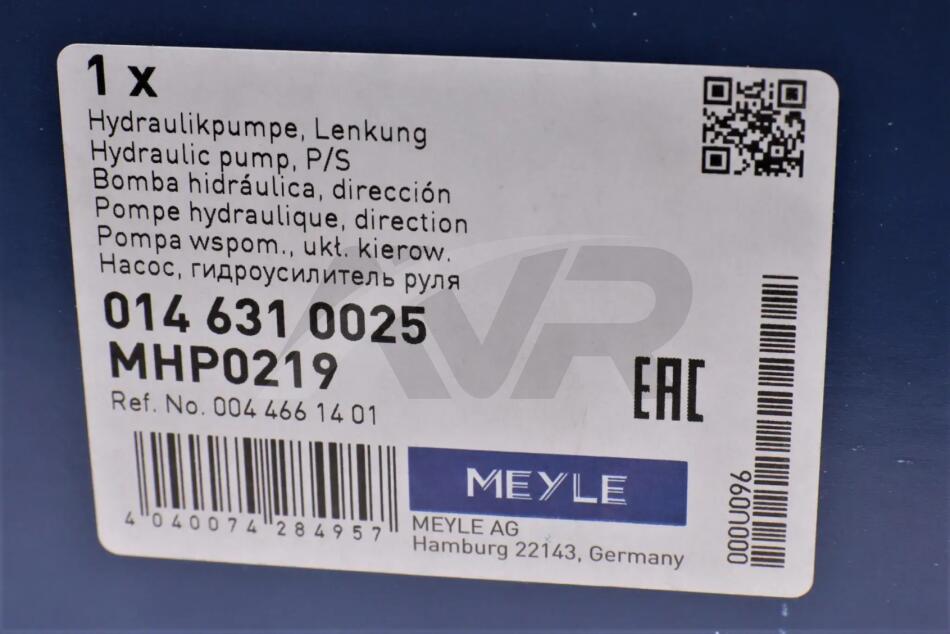 1 x
Hydraulikpumpe, Lenkung
Hydraulic pump, P/S
Bomba hidráulica, dirección
Pompe hydraulique, direction
Pompa wspom., ukł. kierow.
Насос, гидроусилитель руля
014 631 0025
MHP0219
Ref. No. 004 466 14 01
4 040074 284957
MEYLE
MEYLE AG
Hamburg 22143, Germany
EAC
000U096
AVR